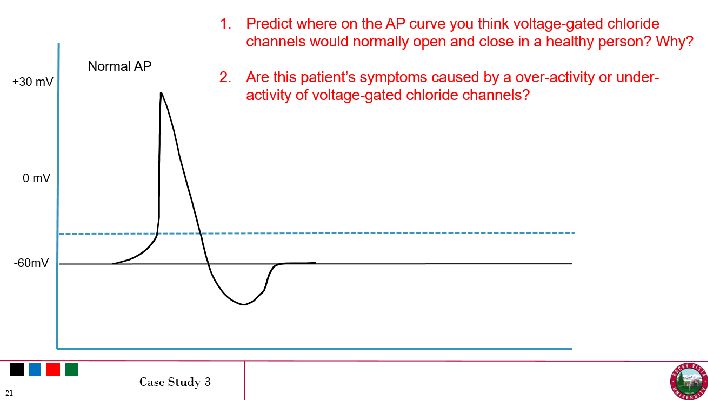 1. Predict where on the AP curve you think voltage-gated chloride
channels would normally open and close in a healthy person? Why?
Normal AP
2. Are this patient's symptoms caused by a over-activity or under-
activity of voltage-gated chloride channels?
+30 mV
0 mV
-60mV
Case Study 3
21